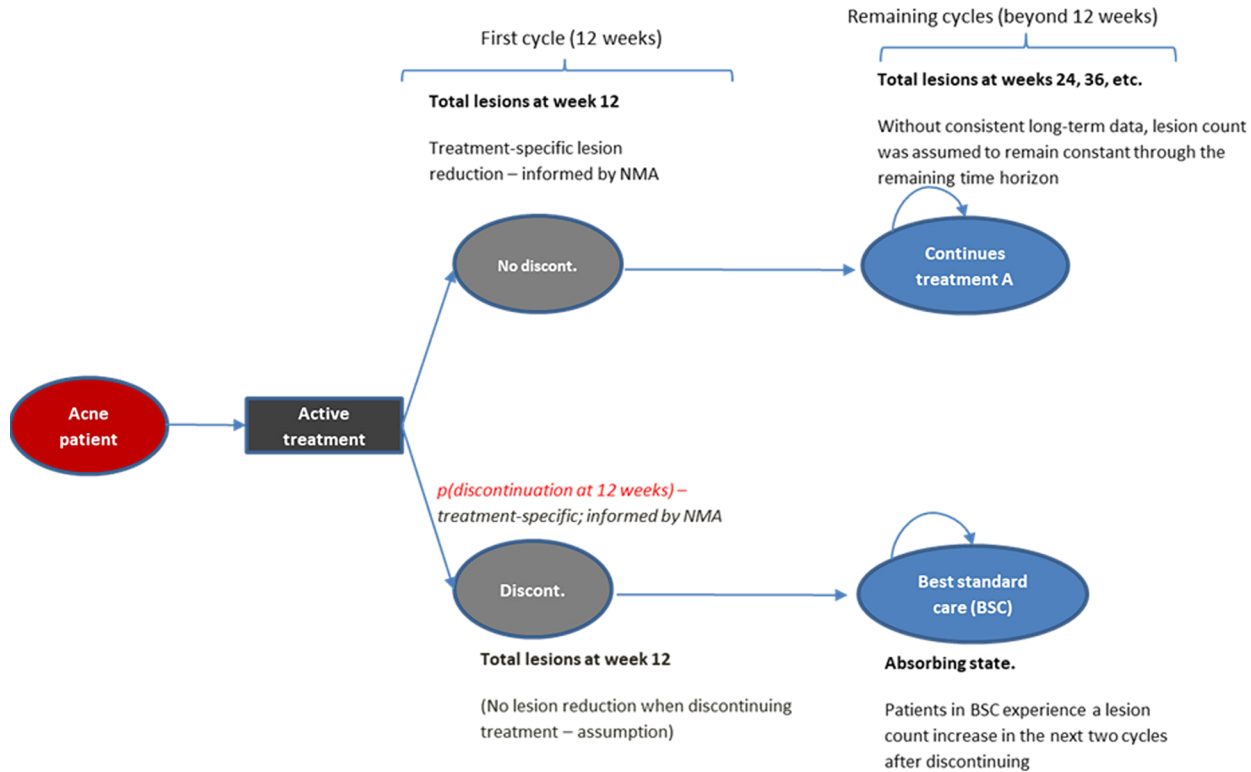 First cycle (12 weeks)
Total lesions at week 12
Treatment-specific lesion
reduction – informed by NMA
Remaining cycles (beyond 12 weeks)
Total lesions at weeks 24, 36, etc.
Without consistent long-term data, lesion count
was assumed to remain constant through the
remaining time horizon
No discont.
Continues
treatment A
Acne
patient
Active
treatment
p(discontinuation at 12 weeks) –
treatment-specific; informed by NMA
Discont.
Best standard
care (BSC)
Total lesions at week 12
(No lesion reduction when discontinuing
treatment – assumption)
Absorbing state.
Patients in BSC experience a lesion
count increase in the next two cycles
after discontinuing